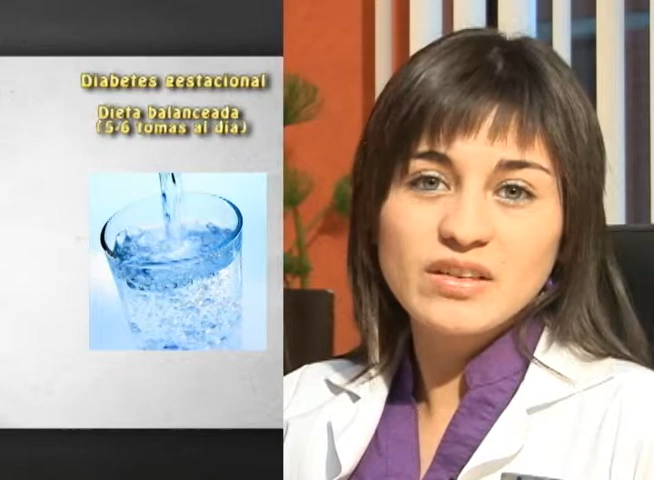 Diabetes gestacional
Dieta balanceada
(5-6 tomas al día)